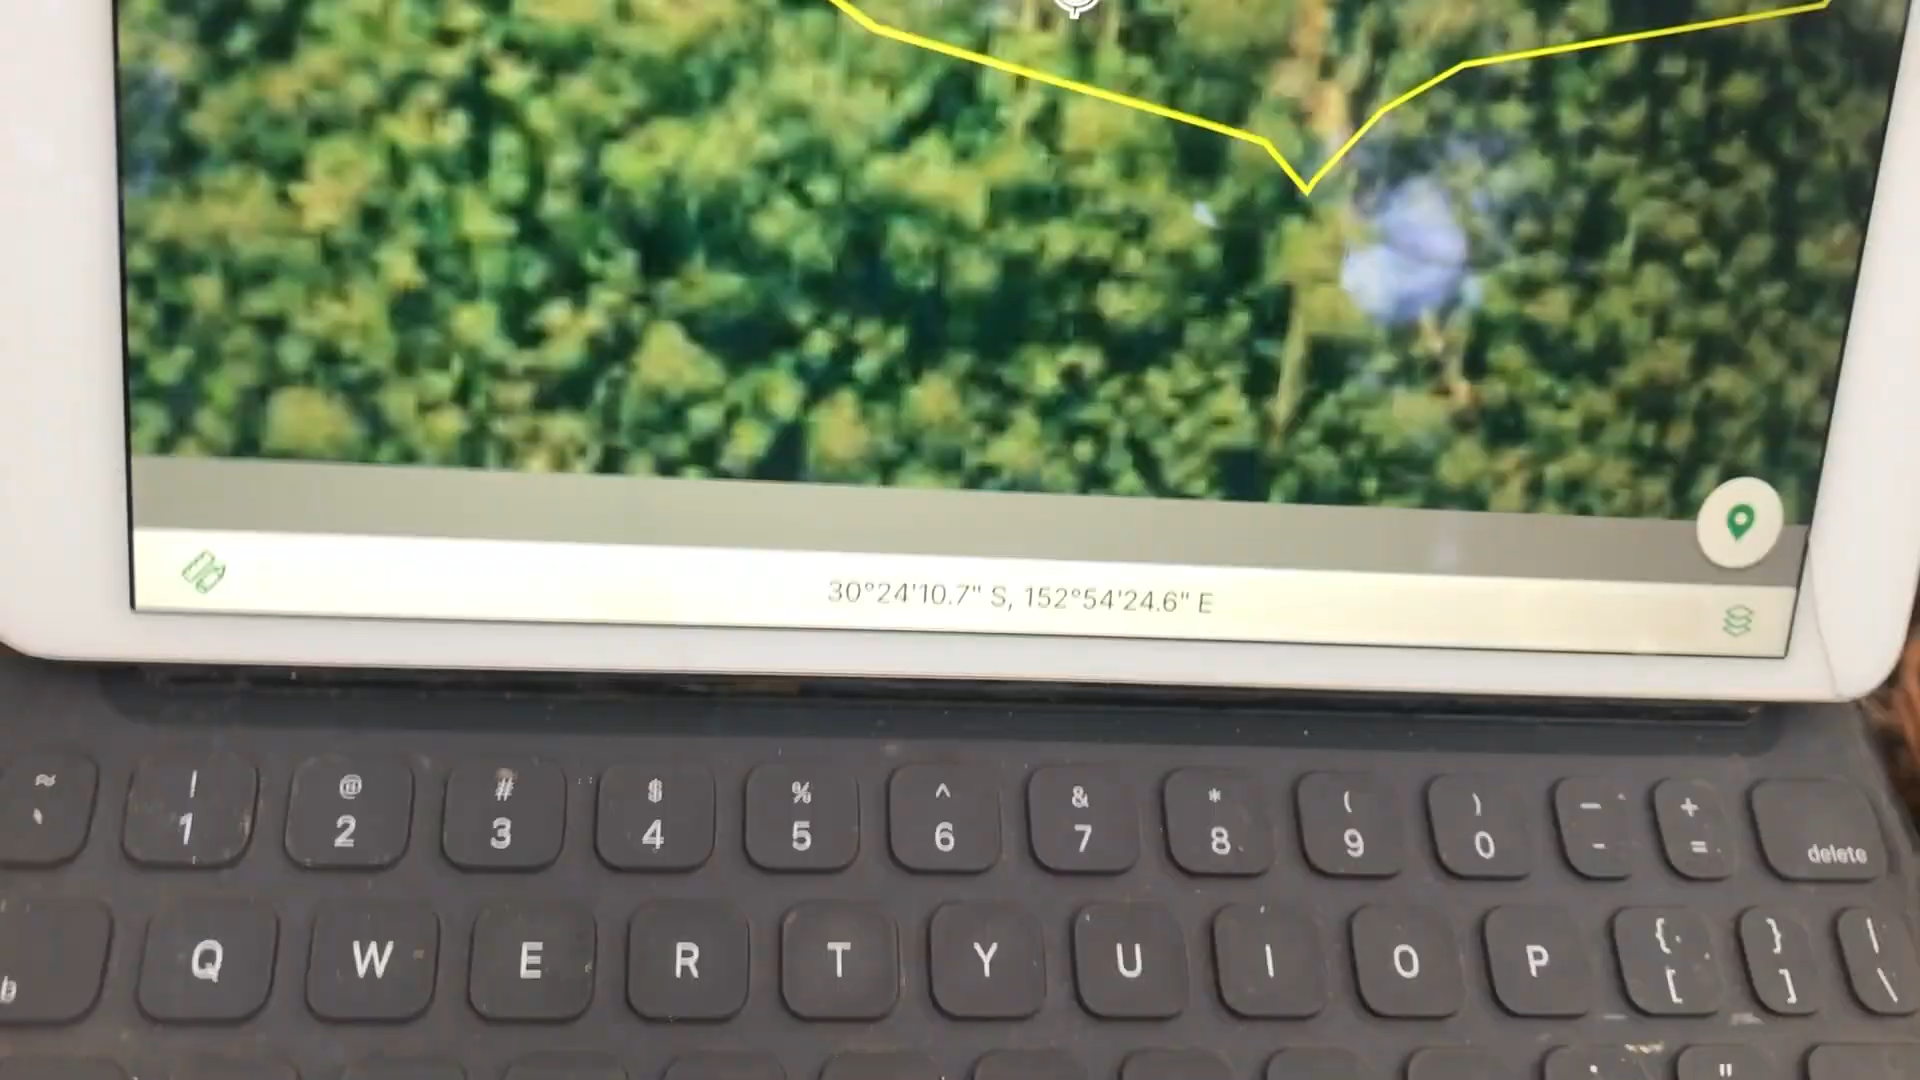 30°24'10.7" S, 152°54'24.6" E
! @ # $ % ^ & * ( ) — +
1 2 3 4 5 6 7 8 9 0 - = delete
{ } |
Q W E R T Y U I O P [ ] \
"